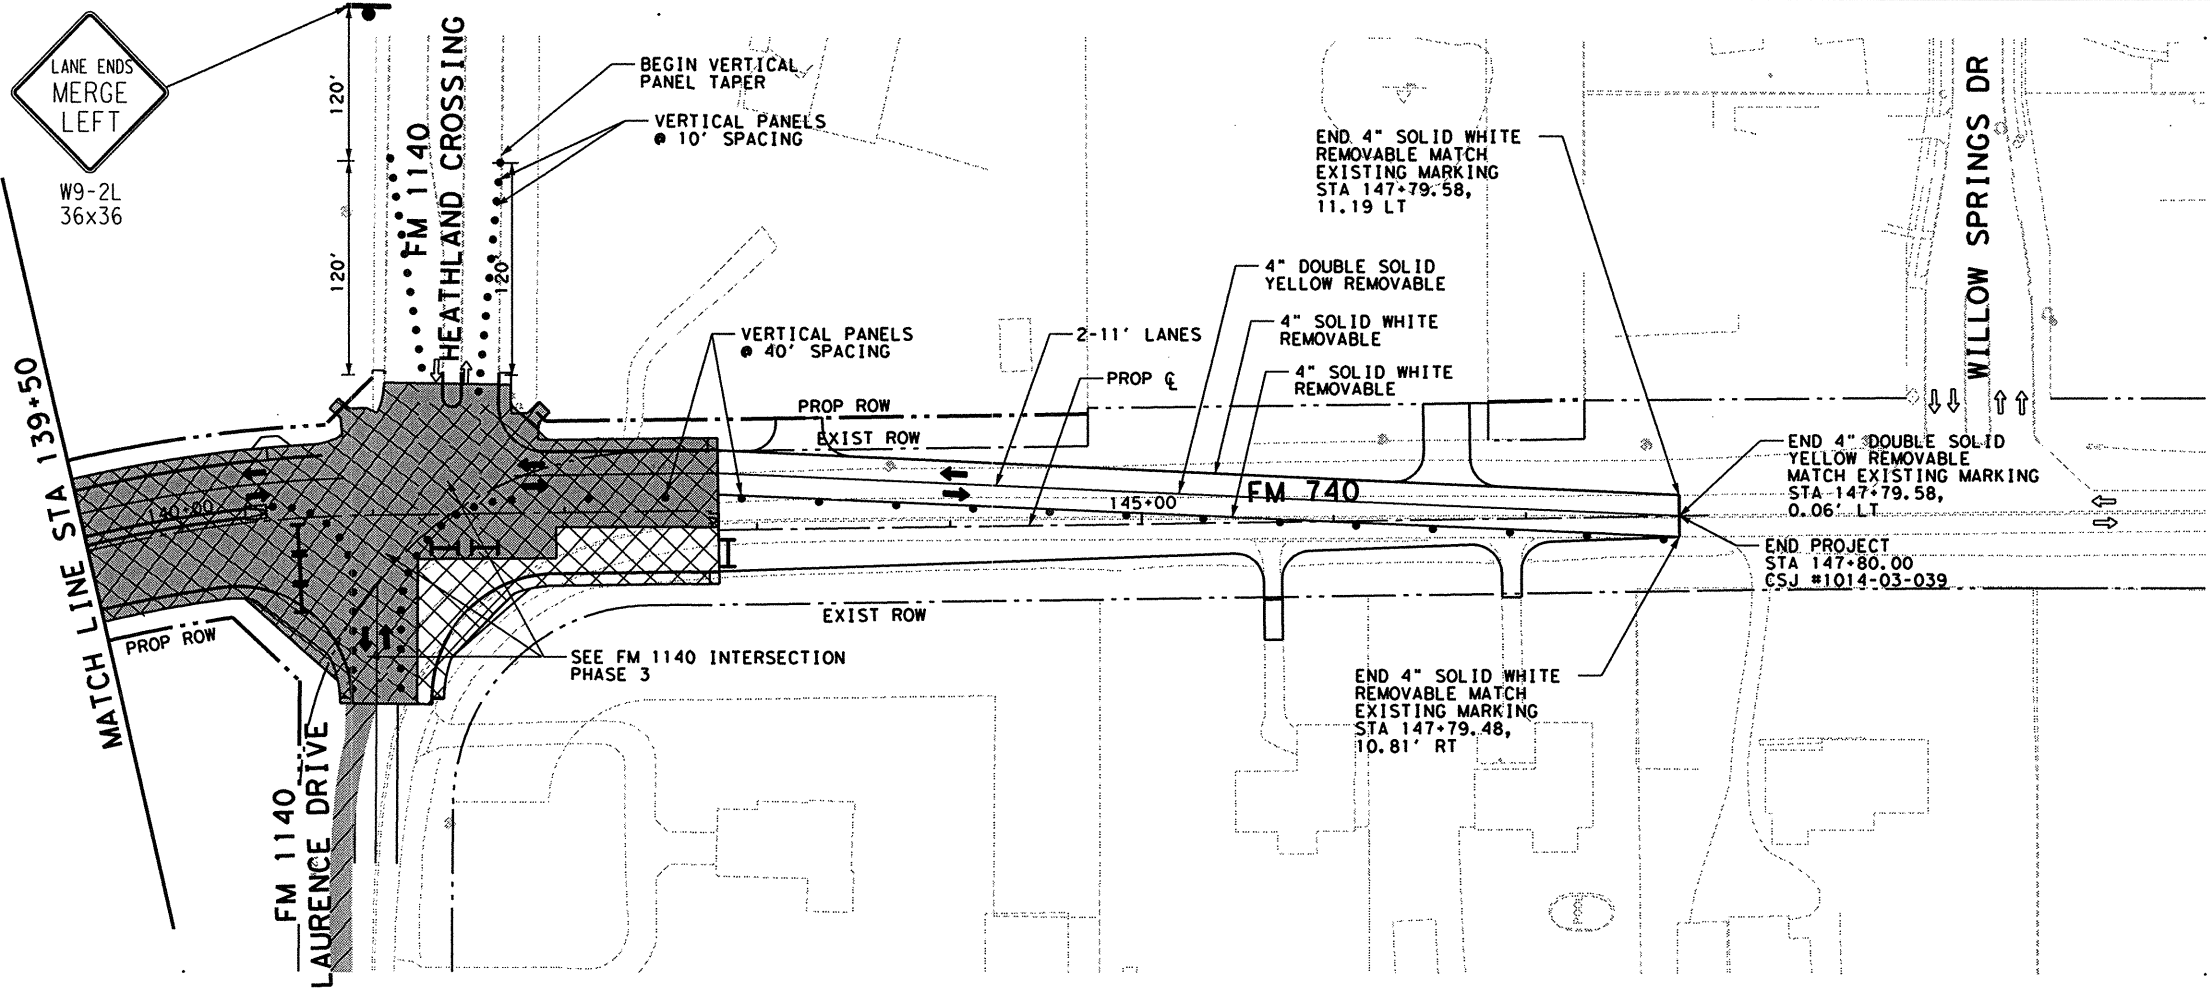 LANE ENDS
MERGE
LEFT
W9-2L
36x36
120'
120'
120'
FM 1140
HEATHLAND CROSSING
BEGIN VERTICAL
PANEL TAPER
VERTICAL PANELS
@ 10' SPACING
VERTICAL PANELS
@ 40' SPACING
2-11' LANES
PROP ℄
PROP ROW
EXIST ROW
4" DOUBLE SOLID
YELLOW REMOVABLE
4" SOLID WHITE
REMOVABLE
4" SOLID WHITE
REMOVABLE
END 4" SOLID WHITE
REMOVABLE MATCH
EXISTING MARKING
STA 147+79.58,
11.19 LT
WILLOW SPRINGS DR
END 4" DOUBLE SOLID
YELLOW REMOVABLE
MATCH EXISTING MARKING
STA 147+79.58,
0.06' LT
END PROJECT
STA 147+80.00
CSJ #1014-03-039
140+00
145+00
FM 740
MATCH LINE STA 139+50
PROP ROW
EXIST ROW
SEE FM 1140 INTERSECTION
PHASE 3
END 4" SOLID WHITE
REMOVABLE MATCH
EXISTING MARKING
STA 147+79.48,
10.81' RT
FM 1140
LAURENCE DRIVE
POOL